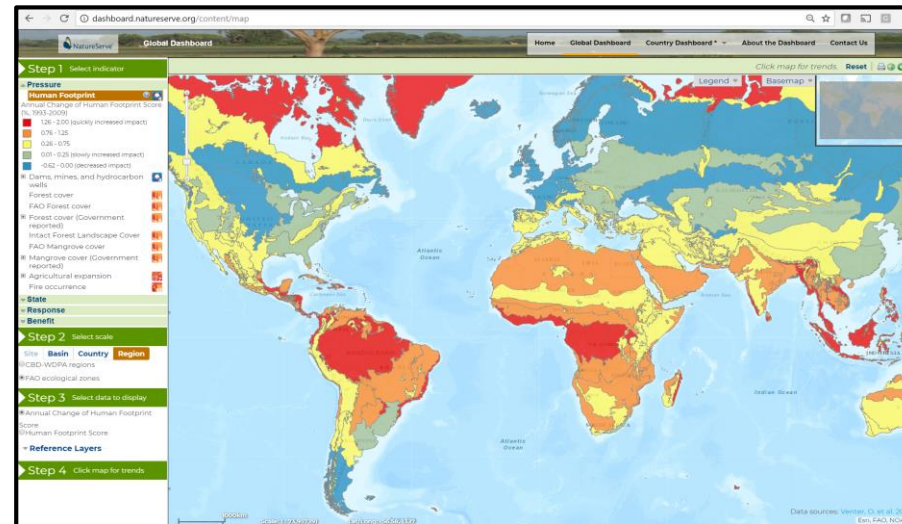 dashboard.natureserve.org/content/map
NatureServe
Global Dashboard
Home Global Dashboard Country Dashboard * About the Dashboard Contact Us
Step 1 Select indicator
Click map for trends. Reset
Pressure
Human Footprint
Annual Change of Human Footprint Score
(%, 1993-2009)
1.26 - 2.00 (quickly increased impact)
0.76 - 1.25
0.26 - 0.75
0.01 - 0.25 (slowly increased impact)
-0.62 - 0.00 (decreased impact)
Dams, mines, and hydrocarbon
wells
Forest cover
FAO Forest cover
Forest cover (Government
reported)
Intact Forest Landscape Cover
FAO Mangrove cover
Mangrove cover (Government
reported)
Agricultural expansion
Fire occurrence
State
Response
Benefit
Step 2 Select scale
Site Basin Country Region
CBD-WDPA regions
FAO ecological zones
Step 3 Select data to display
Annual Change of Human Footprint
Score
Human Footprint Score
Reference Layers
Step 4 Click map for trends
Legend Basemap
Atlantic
Ocean
Atlantic
Ocean
Indian Ocean
Data sources: Venter, O. et al. 20
Esri, FAO, NO